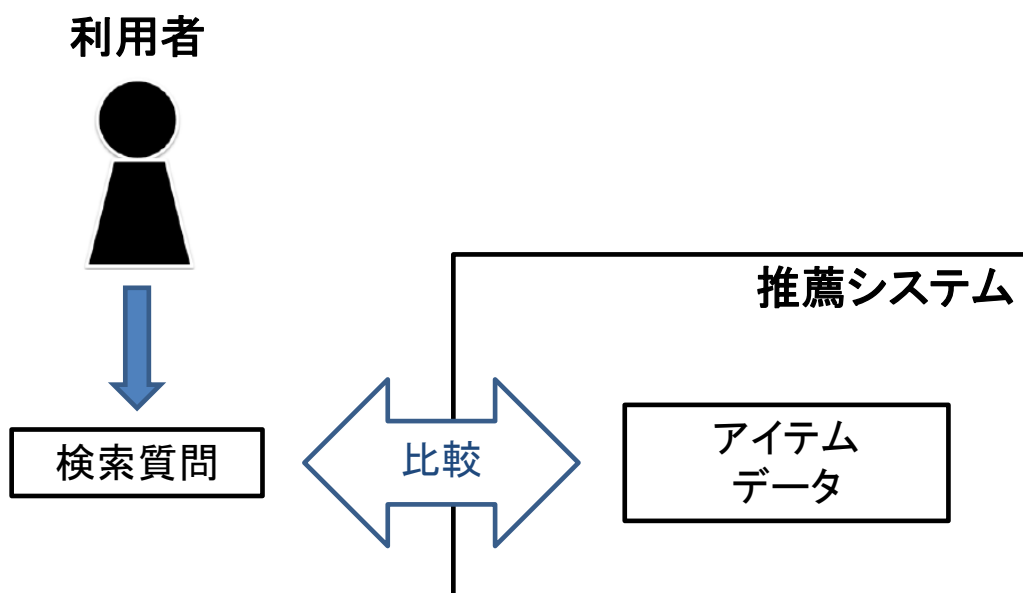 利用者
推薦システム
検索質問
比較
アイテム
データ